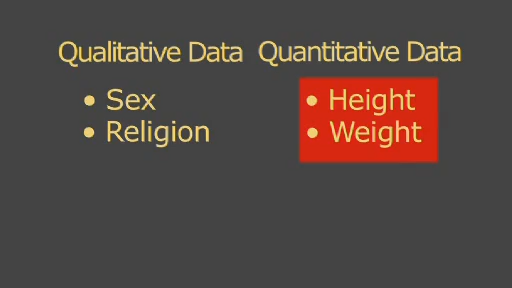 Qualitative Data
• Sex
• Religion
Quantitative Data
• Height
• Weight